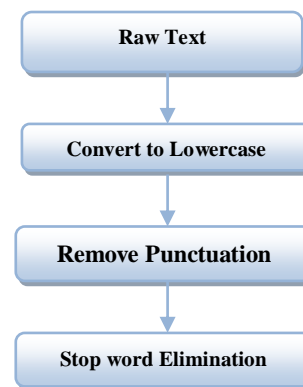 Raw Text
Convert to Lowercase
Remove Punctuation
Stop word Elimination